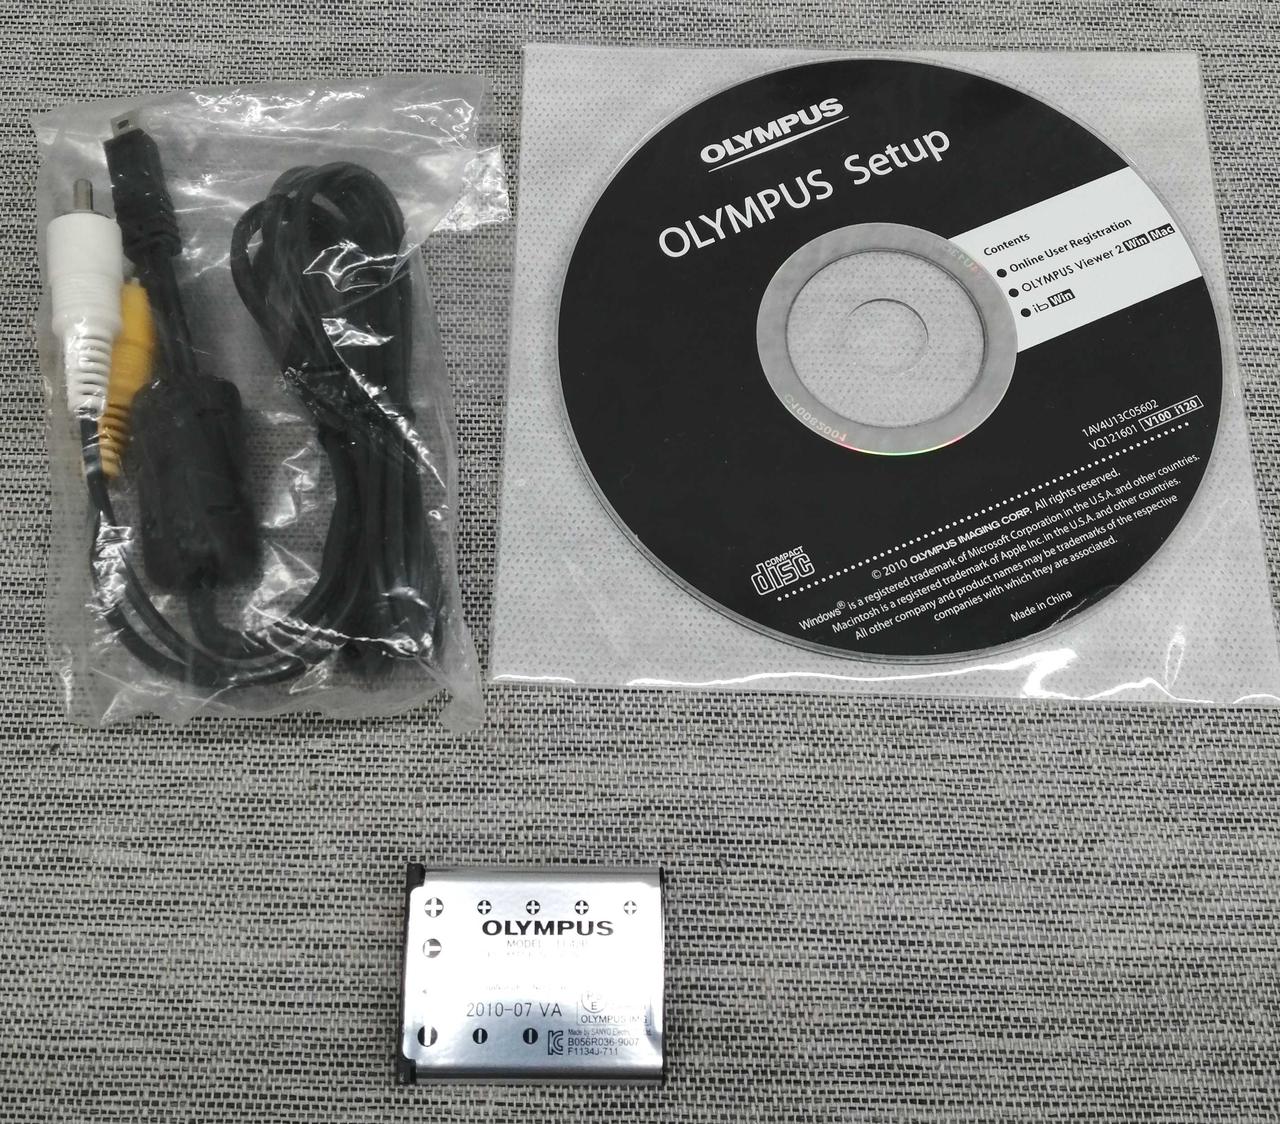 OLYMPUS
OLYMPUS Setup
Contents
● Online User Registration
● OLYMPUS Viewer 2 Win Mac
● ib Win
1AV4U13C05602
VQ121601 V100 I120
© 2010 OLYMPUS IMAGING CORP. All rights reserved.
Windows® is a registered trademark of Microsoft Corporation in the U.S.A. and other countries.
Macintosh is a registered trademark of Apple Inc. in the U.S.A. and other countries.
All other company and product names may be trademarks of the respective
companies with which they are associated.
Made in China
COMPACT
disc
OLYMPUS
MODEL
2010-07 VA
PS
E
OLYMPUS IMG
Made by SANYO
B056R036-9007
F1134J-711